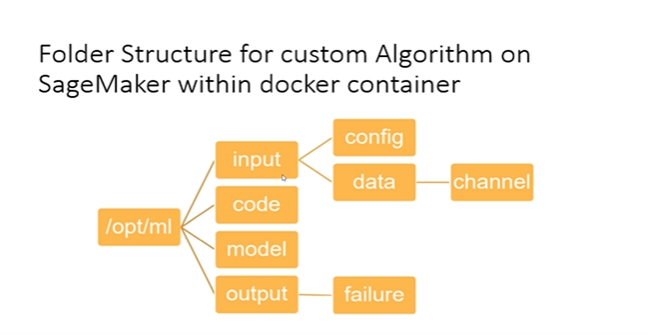 Folder Structure for custom Algorithm on
SageMaker within docker container
config
input
data
channel
code
/opt/ml
model
output
failure